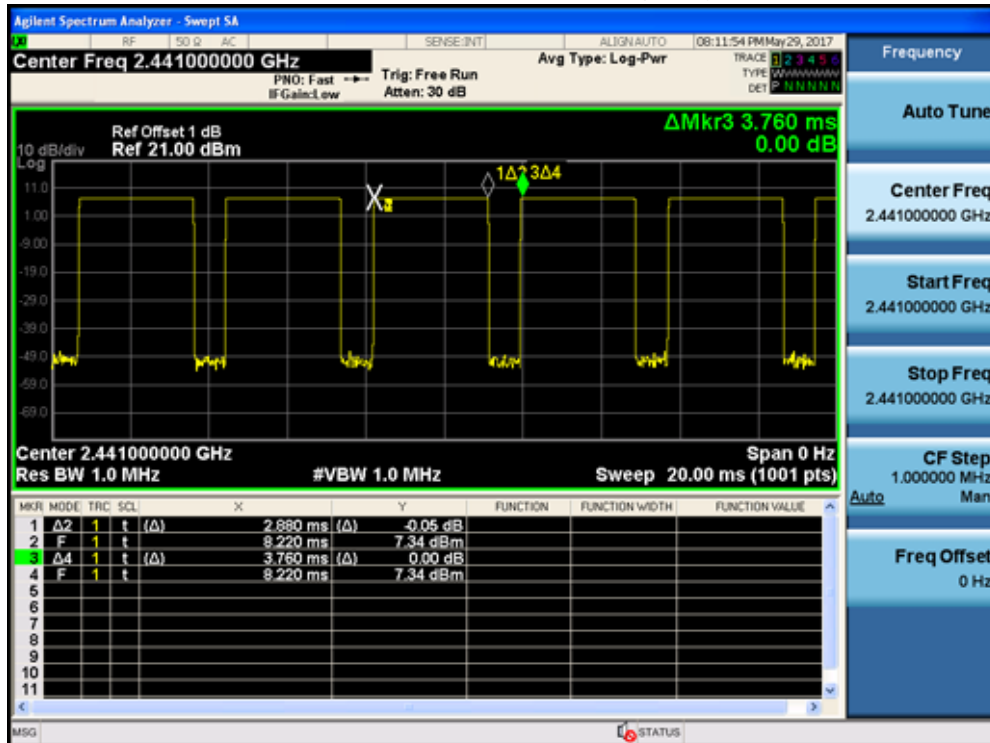 Agilent Spectrum Analyzer - Swept SA
RF 50 Ω AC SENSE:INT ALIGN AUTO 08:11:54 PM May 29, 2017
Center Freq 2.441000000 GHz
PNO: Fast
IFGain:Low
Trig: Free Run
Atten: 30 dB
Avg Type: Log-Pwr
TRACE 1 2 3 4 5 6
TYPE W
DET P N N N N N
Ref Offset 1 dB
10 dB/div Ref 21.00 dBm
Log
ΔMkr3 3.760 ms
0.00 dB
1Δ2 3Δ4
11.0
1.00
-9.00
-19.0
-29.0
-39.0
-49.0
-59.0
-69.0
Center 2.441000000 GHz Span 0 Hz
Res BW 1.0 MHz #VBW 1.0 MHz Sweep 20.00 ms (1001 pts)
MKR MODE TRC SCL X Y FUNCTION FUNCTION WIDTH FUNCTION VALUE
1 Δ2 1 t (Δ) 2.880 ms (Δ) -0.05 dB
2 F 1 t 8.220 ms 7.34 dBm
3 Δ4 1 t (Δ) 3.760 ms (Δ) 0.00 dB
4 F 1 t 8.220 ms 7.34 dBm
5
6
7
8
9
10
11
MSG STATUS
Frequency
Auto Tune
Center Freq
2.441000000 GHz
Start Freq
2.441000000 GHz
Stop Freq
2.441000000 GHz
CF Step
1.000000 MHz
Auto Man
Freq Offset
0 Hz